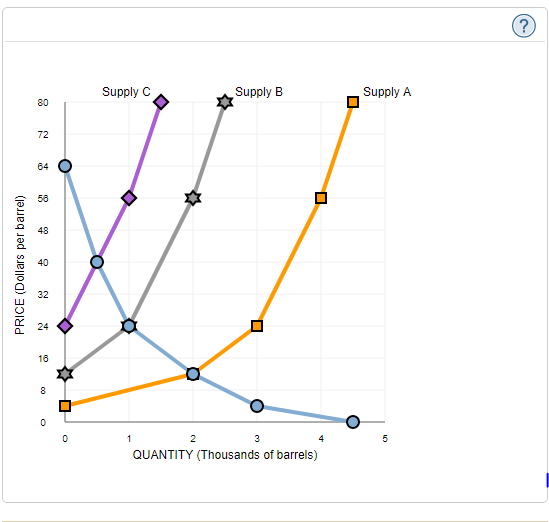 ?
Supply C
Supply B
Supply A
80
72
64
56
48
40
32
24
16
8
0
PRICE (Dollars per barrel)
0 1 2 3 4 5
QUANTITY (Thousands of barrels)